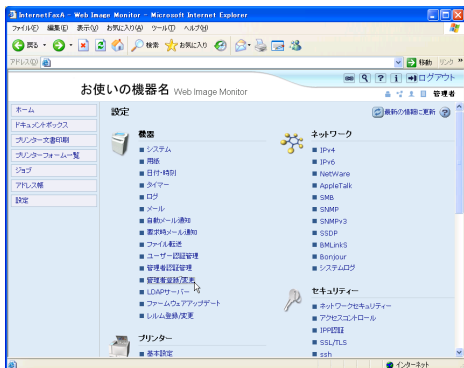 InternetFaxA - Web Image Monitor - Microsoft Internet Explorer
ファイル(F) 編集(E) 表示(V) お気に入り(A) ツール(T) ヘルプ(H)
戻る 検索 お気に入り
アドレス(D) 移動 リンク »
ログアウト
お使いの機器名 Web Image Monitor
管理者
ホーム
ドキュメントボックス
プリンター文書印刷
プリンターフォーム一覧
ジョブ
アドレス帳
設定
設定
最新の情報に更新
機器
システム
用紙
日付・時刻
タイマー
ログ
メール
自動メール通知
要求時メール通知
ファイル転送
ユーザー認証管理
管理者認証管理
管理者登録/変更
LDAPサーバー
ファームウェアアップデート
レルム登録/変更
プリンター
基本設定
ネットワーク
IPv4
IPv6
NetWare
AppleTalk
SMB
SNMP
SNMPv3
SSDP
BMLinkS
Bonjour
システムログ
セキュリティー
ネットワークセキュリティー
アクセスコントロール
IPP認証
SSL/TLS
ssh
インターネット